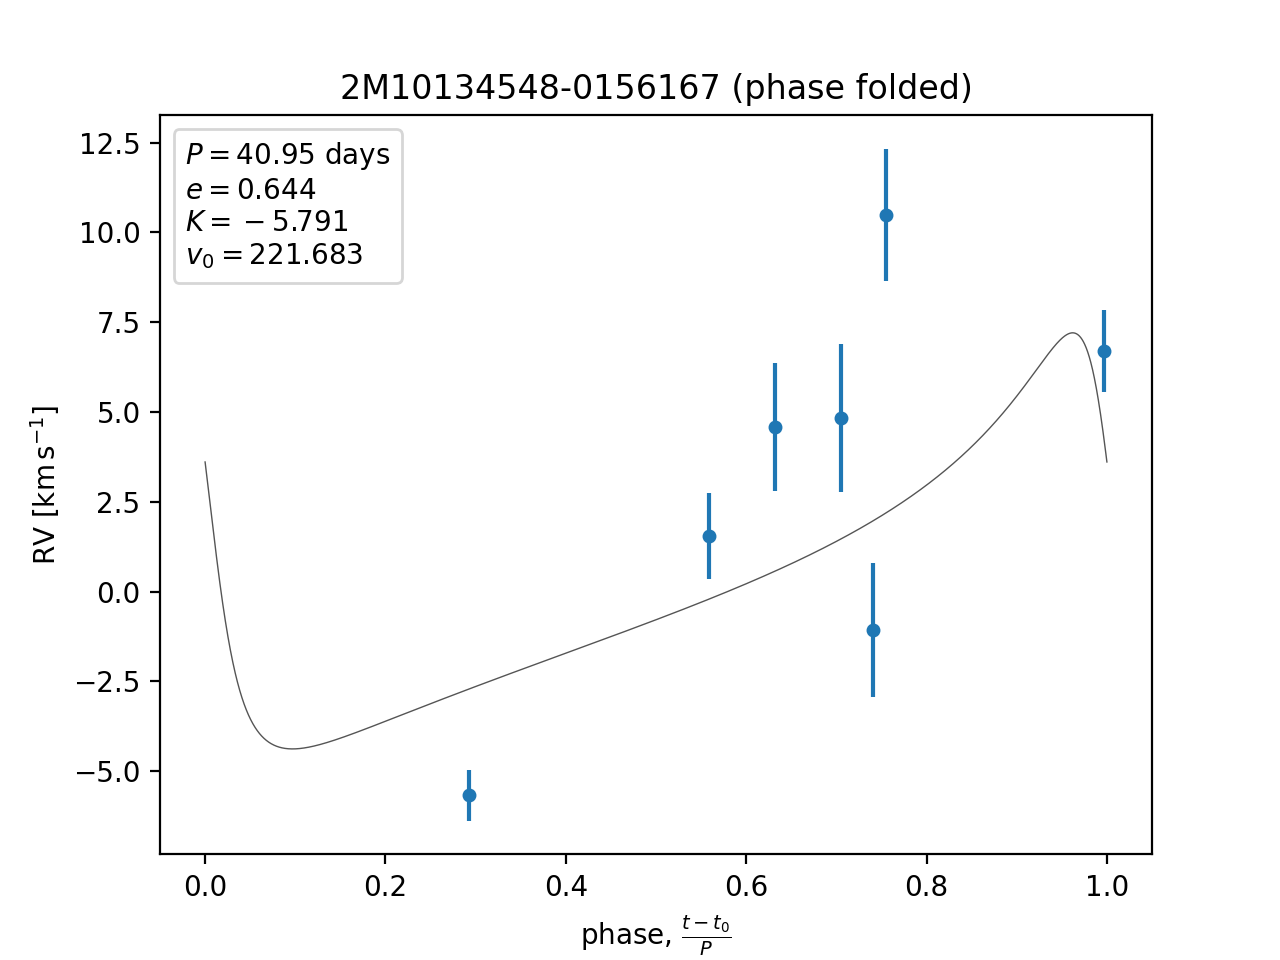 2M10134548-0156167 (phase folded)
P = 40.95 days
e = 0.644
K = −5.791
v₀ = 221.683
12.5
10.0
7.5
5.0
2.5
0.0
−2.5
−5.0
RV [km s⁻¹]
0.0 0.2 0.4 0.6 0.8 1.0
phase, (t − t₀)/P